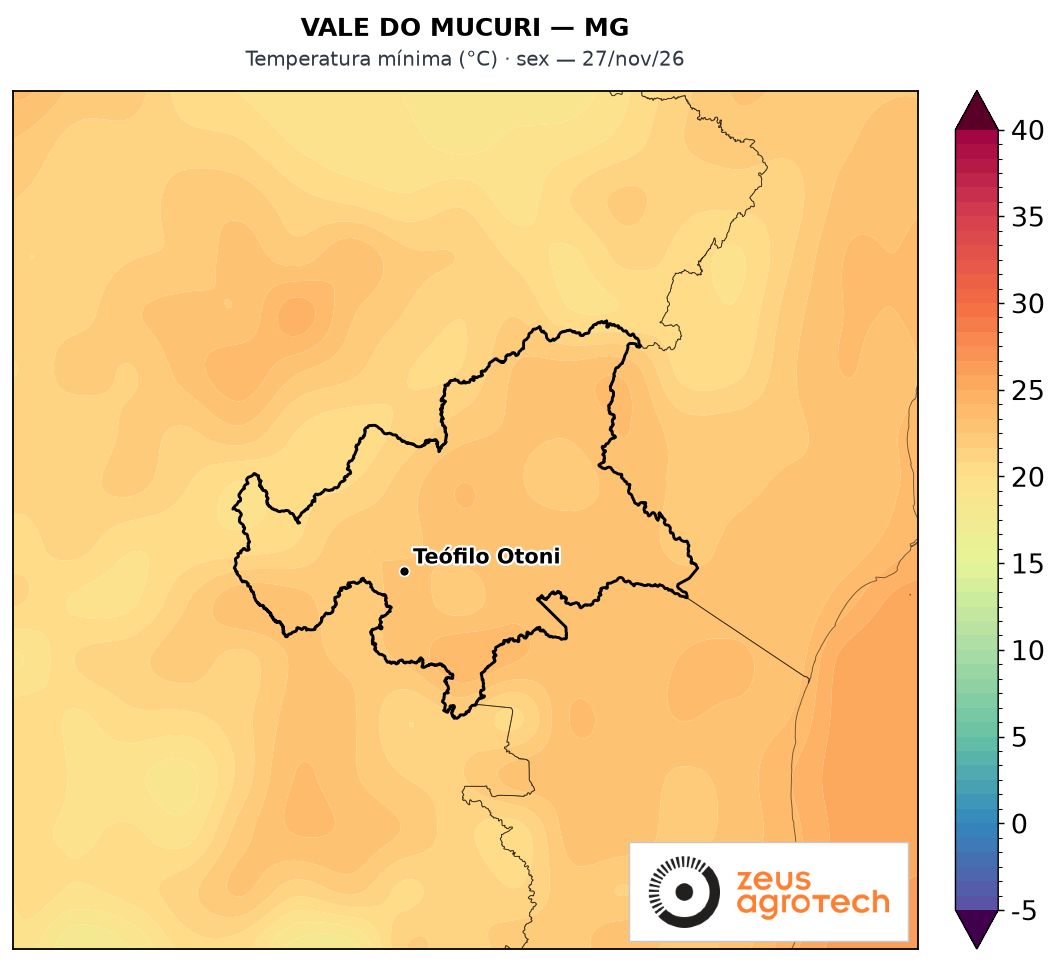 VALE DO MUCURI — MG
Temperatura mínima (°C) · sex — 27/nov/26
40
35
30
25
20
15
10
5
0
-5
Teófilo Otoni
zeus
agrotech